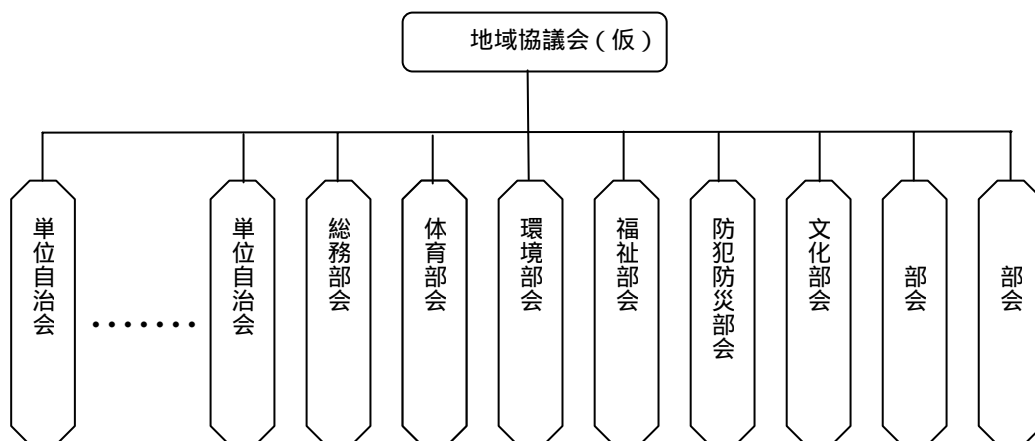 地域協議会（仮）
単位自治会
・・・・・・・
単位自治会
総務部会
体育部会
環境部会
福祉部会
防犯防災部会
文化部会
部会
部会